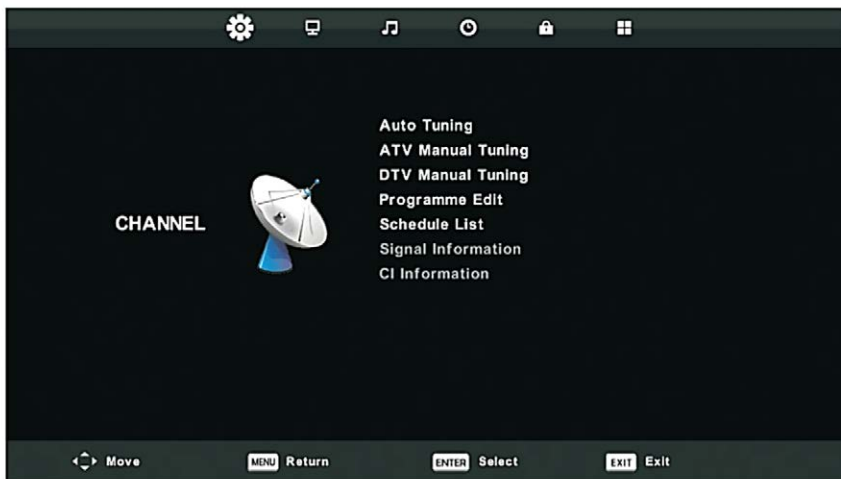 Auto Tuning
ATV Manual Tuning
DTV Manual Tuning
Programme Edit
CHANNEL
Schedule List
Signal Information
CI Information
Move
MENU Return
ENTER Select
EXIT Exit